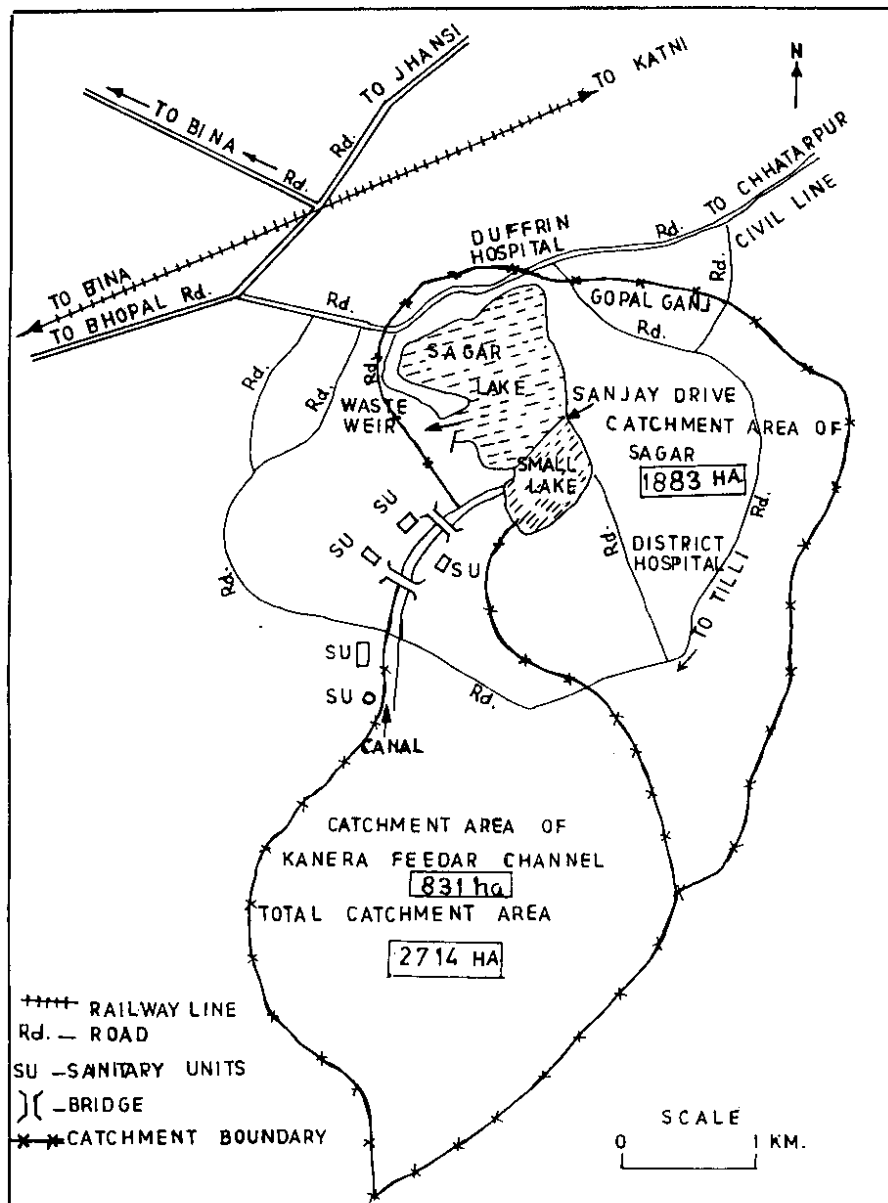 N
TO JHANSI
TO KATNI
TO BINA
Rd.
Rd.
TO CHHATARPUR
Rd.
CIVIL LINE
DUFFRIN
HOSPITAL
TO BINA
TO BHOPAL Rd.
Rd.
Rd.
GOPAL GANJ
Rd.
SAGAR
LAKE
Rd.
Rd.
Rd.
WASTE
WEIR
SANJAY DRIVE
CATCHMENT AREA OF
SAGAR
1883 HA.
SMALL
LAKE
SU
SU
SU
Rd.
Rd.
Rd.
DISTRICT
HOSPITAL
TO TILLI
SU
SU
Rd.
CANAL
CATCHMENT AREA OF
KANERA FEEDAR CHANNEL
831 ha
TOTAL CATCHMENT AREA
2714 HA
RAILWAY LINE
Rd. — ROAD
SU — SANITARY UNITS
)( — BRIDGE
CATCHMENT BOUNDARY
SCALE
0 1 KM.